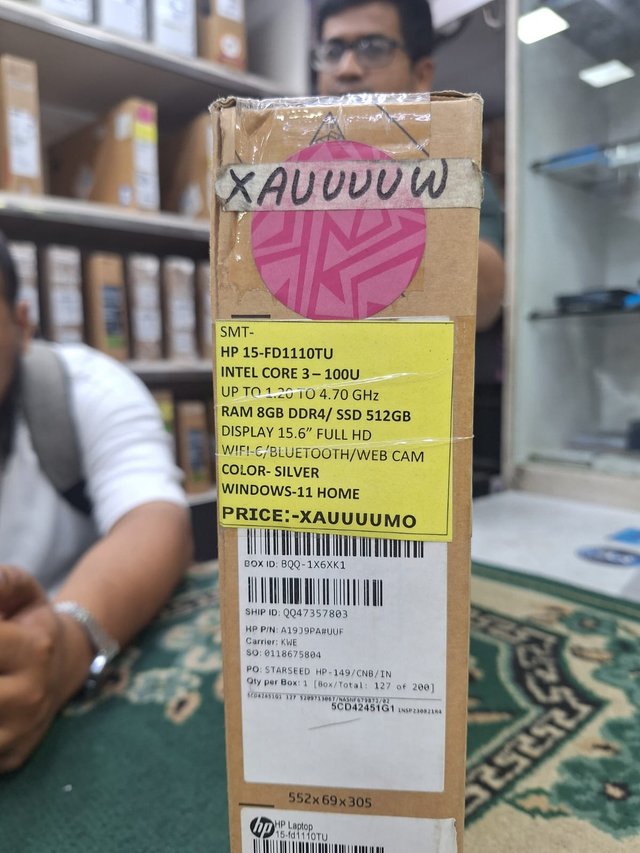 XAUUUUW
SMT-
HP 15-FD1110TU
INTEL CORE 3 – 100U
UP TO 1.20 TO 4.70 GHz
RAM 8GB DDR4/ SSD 512GB
DISPLAY 15.6" FULL HD
WIFI-6/BLUETOOTH/WEB CAM
COLOR- SILVER
WINDOWS-11 HOME
PRICE:-XAUUUUMO
BOX ID: BQQ-1X6XK1
SHIP ID: QQ47357803
HP P/N: A19J9PA#UUF
Carrier: KWE
SO: 0118675804
PO: STARSEED HP-149/CNB/IN
Qty per Box: 1 [Box/Total: 127 of 200]
5CD42451G1
552x69x305
hp HP Laptop
15-fd1110TU